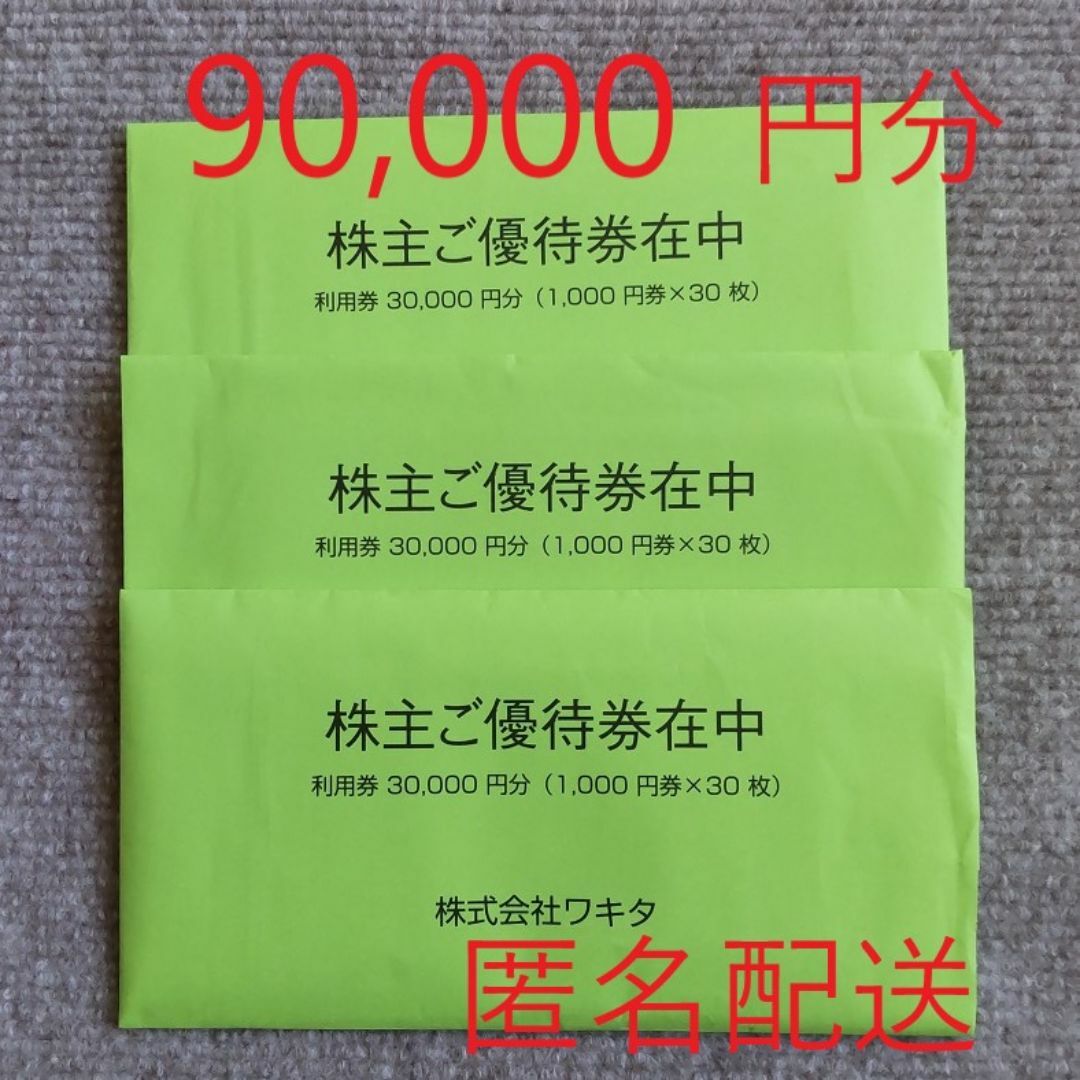 90,000 円分
株主ご優待券在中
利用券 30,000 円分（1,000 円券×30 枚）
株主ご優待券在中
利用券 30,000 円分（1,000 円券×30 枚）
株主ご優待券在中
利用券 30,000 円分（1,000 円券×30 枚）
株式会社ワキタ
匿名配送